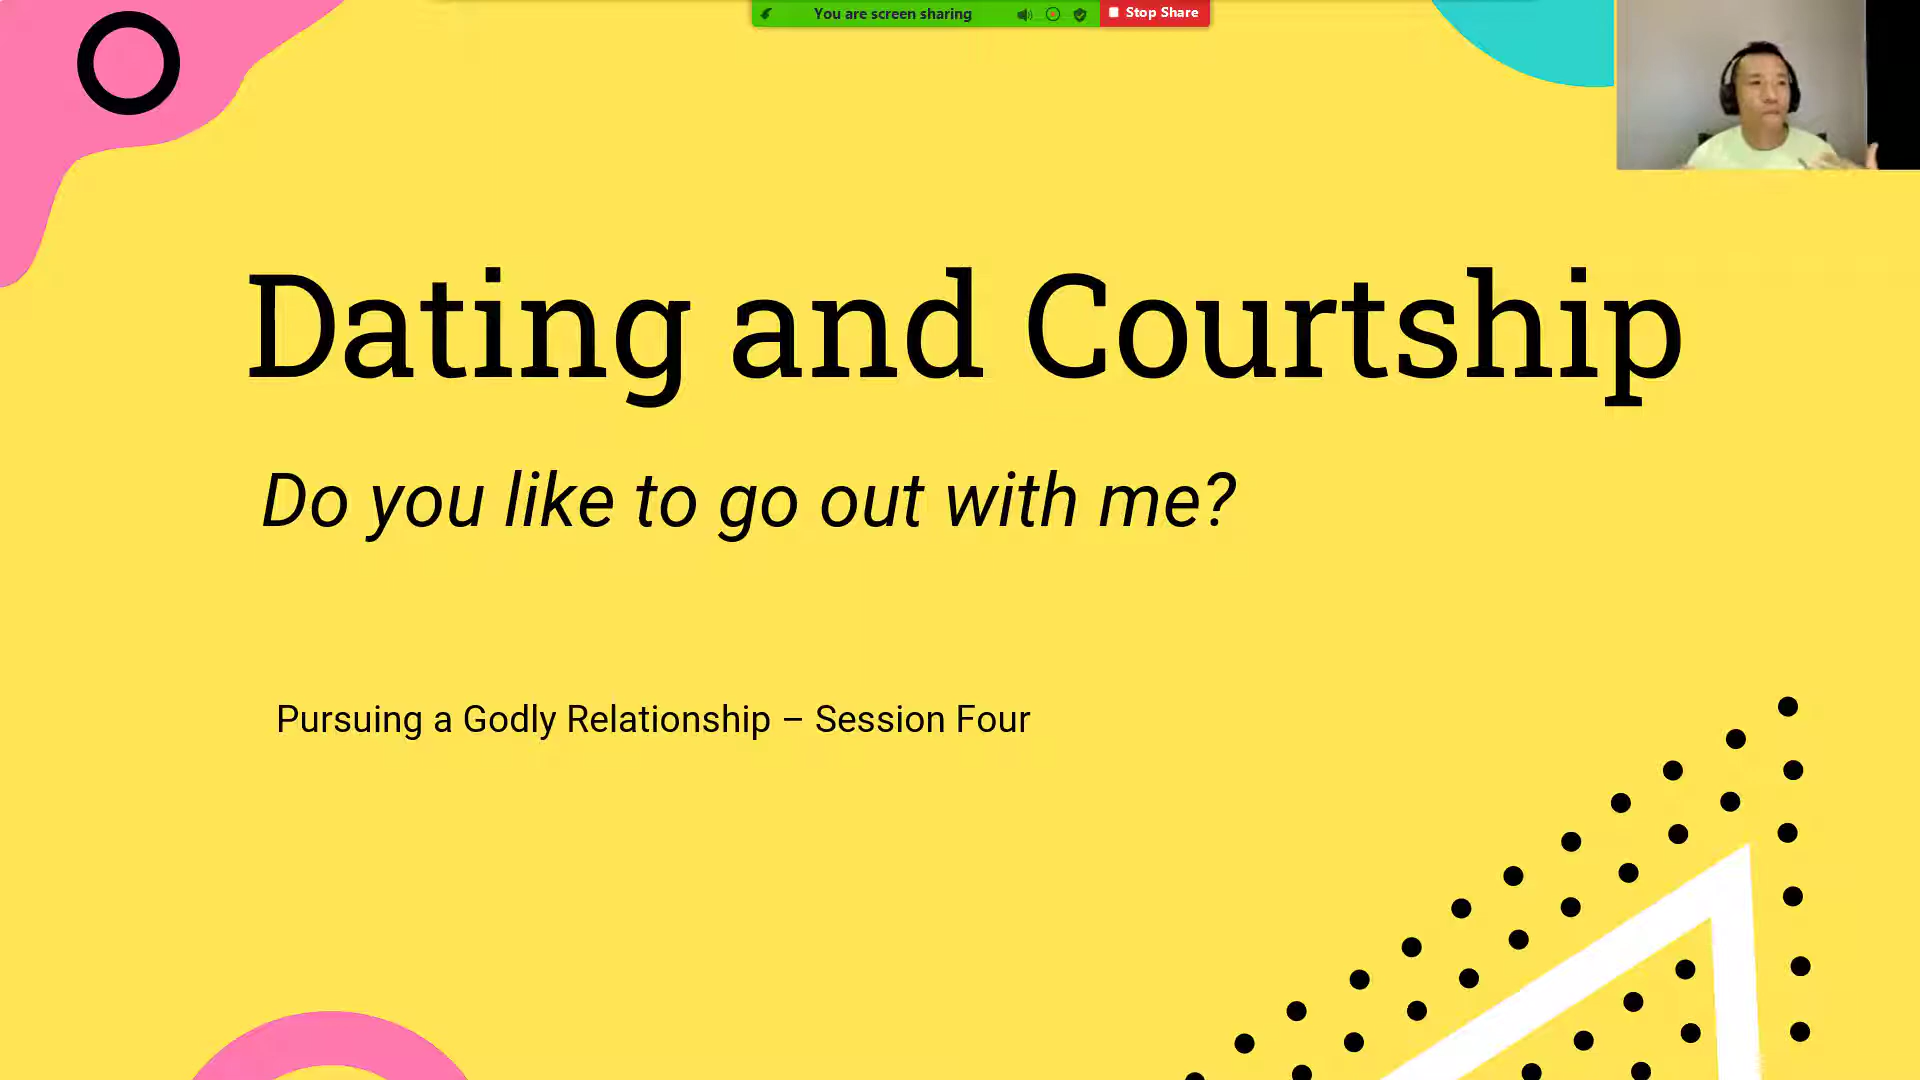 You are screen sharing
Stop Share
Dating and Courtship
Do you like to go out with me?
Pursuing a Godly Relationship – Session Four